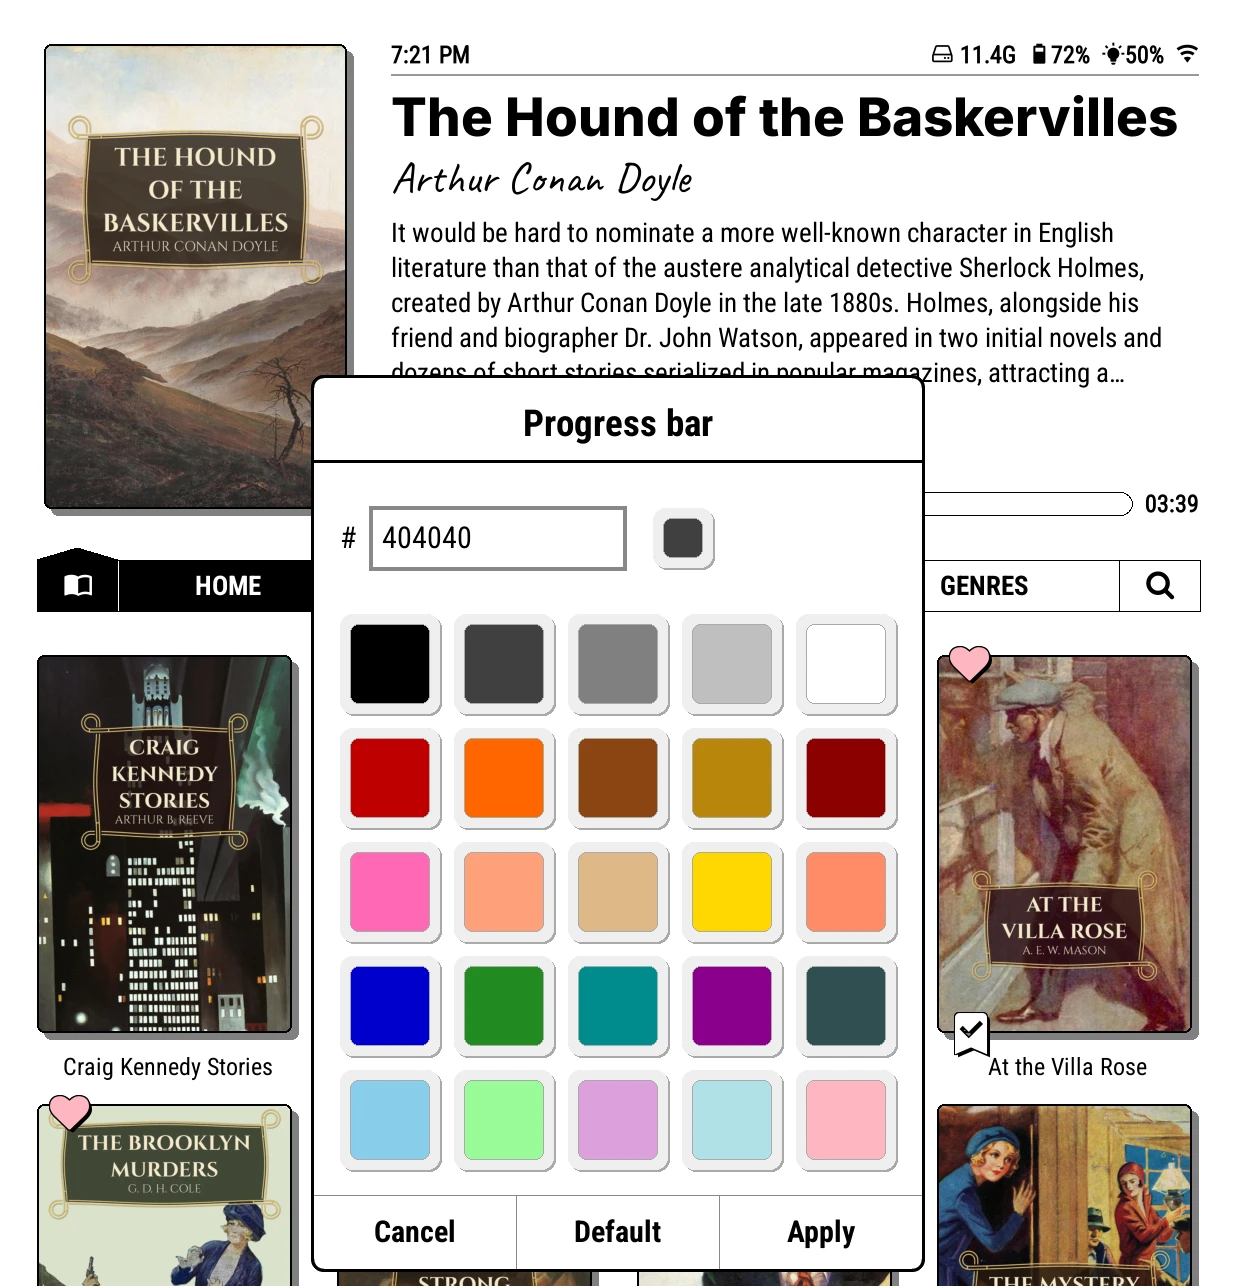 7:21 PM
11.4G 72% 50%
THE HOUND
OF THE
BASKERVILLES
ARTHUR CONAN DOYLE
The Hound of the Baskervilles
Arthur Conan Doyle
It would be hard to nominate a more well-known character in English
literature than that of the austere analytical detective Sherlock Holmes,
created by Arthur Conan Doyle in the late 1880s. Holmes, alongside his
friend and biographer Dr. John Watson, appeared in two initial novels and
dozens of short stories serialized in popular magazines, attracting a…
03:39
HOME
GENRES
Progress bar
# 404040
Cancel
Default
Apply
CRAIG
KENNEDY
STORIES
ARTHUR B. REEVE
Craig Kennedy Stories
AT THE
VILLA ROSE
A. E. W. MASON
At the Villa Rose
THE BROOKLYN
MURDERS
G. D. H. COLE
STRONG
THE MYSTERY